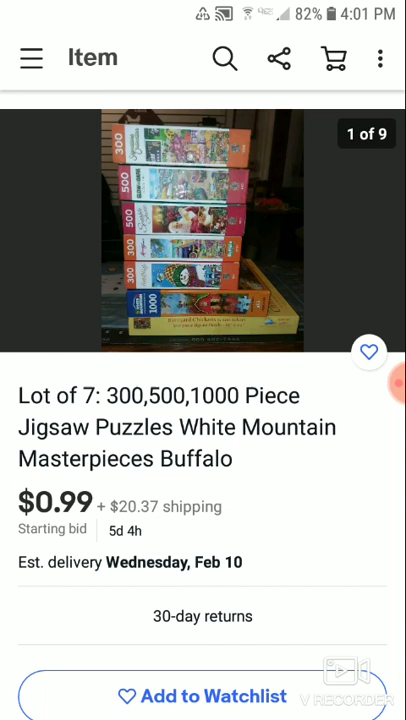 82% 4:01 PM
Item
1 of 9
300
500
500
300
300
1000
Lot of 7: 300,500,1000 Piece
Jigsaw Puzzles White Mountain
Masterpieces Buffalo
$0.99 + $20.37 shipping
Starting bid 5d 4h
Est. delivery Wednesday, Feb 10
30-day returns
Add to Watchlist
V RECORDER